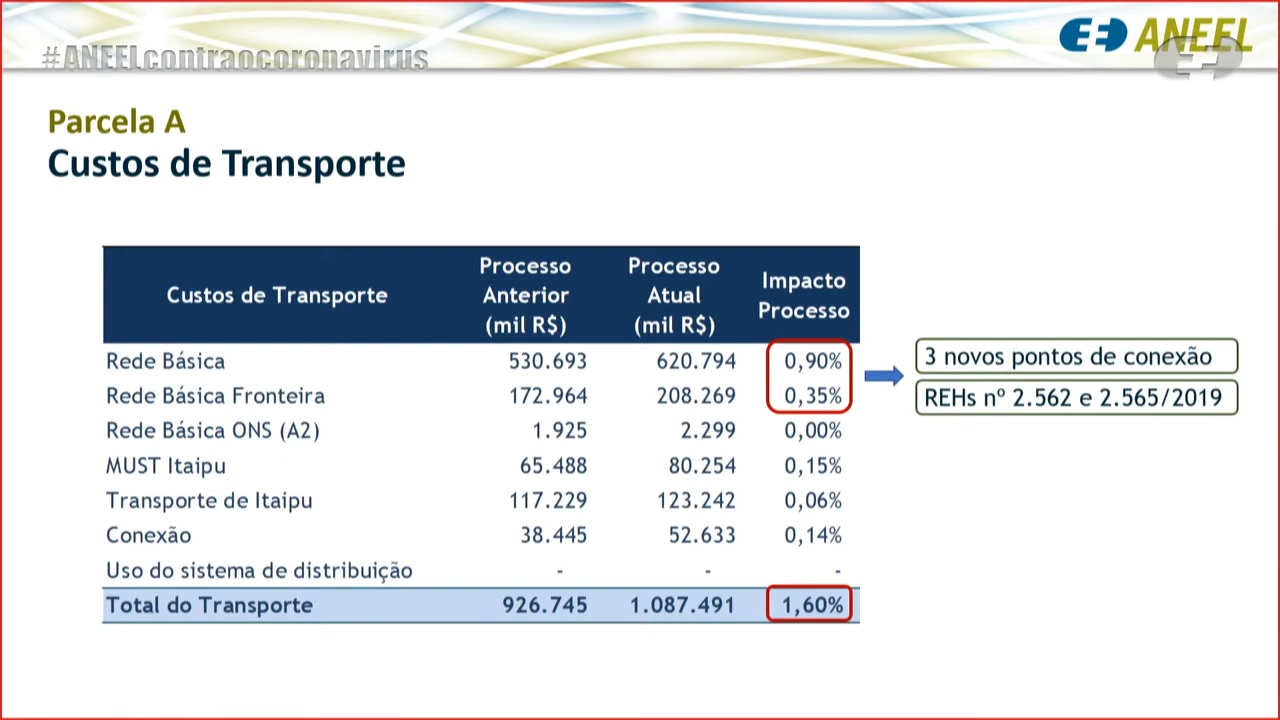 #ANEELcontraocoronavirus
ANEEL
Parcela A
Custos de Transporte
Custos de Transporte Processo Anterior (mil R$) Processo Atual (mil R$) Impacto Processo
Rede Básica 530.693 620.794 0,90%
Rede Básica Fronteira 172.964 208.269 0,35%
Rede Básica ONS (A2) 1.925 2.299 0,00%
MUST Itaipu 65.488 80.254 0,15%
Transporte de Itaipu 117.229 123.242 0,06%
Conexão 38.445 52.633 0,14%
Uso do sistema de distribuição - - -
Total do Transporte 926.745 1.087.491 1,60%
3 novos pontos de conexão
REHs nº 2.562 e 2.565/2019